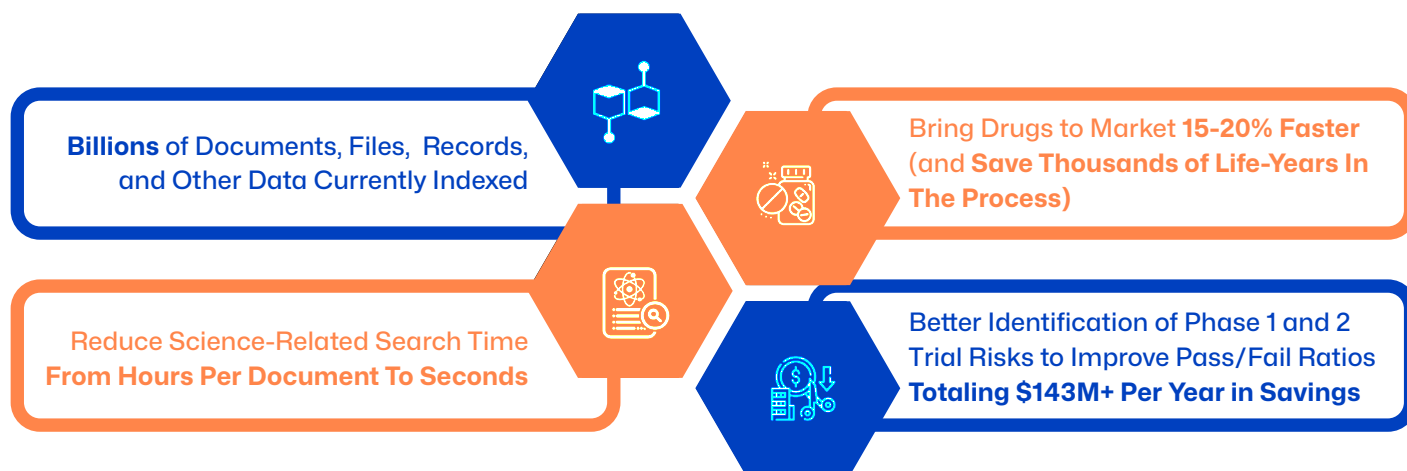 Billions of Documents, Files, Records,
and Other Data Currently Indexed
Bring Drugs to Market 15-20% Faster
(and Save Thousands of Life-Years In
The Process)
Reduce Science-Related Search Time
From Hours Per Document To Seconds
Better Identification of Phase 1 and 2
Trial Risks to Improve Pass/Fail Ratios
Totaling $143M+ Per Year in Savings